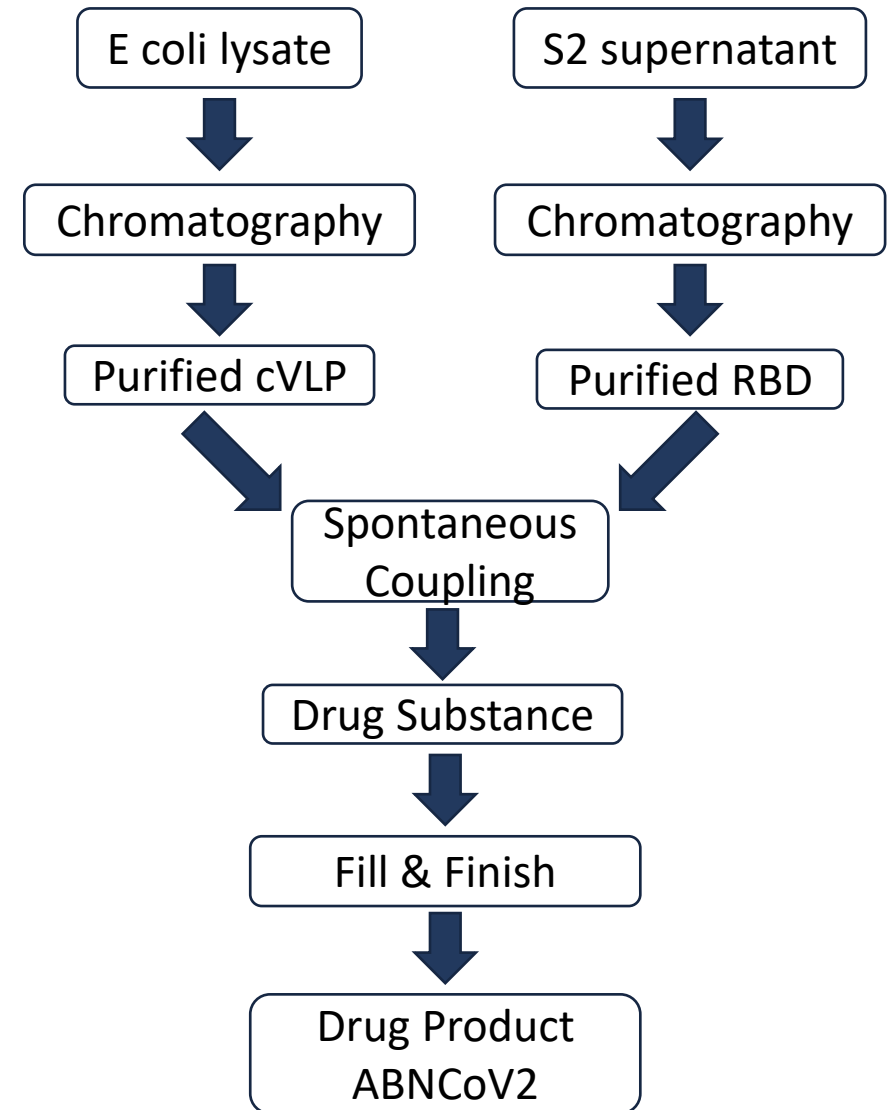 E coli lysate
S2 supernatant
Chromatography
Chromatography
Purified cVLP
Purified RBD
Spontaneous
Coupling
Drug Substance
Fill & Finish
Drug Product
ABNCoV2